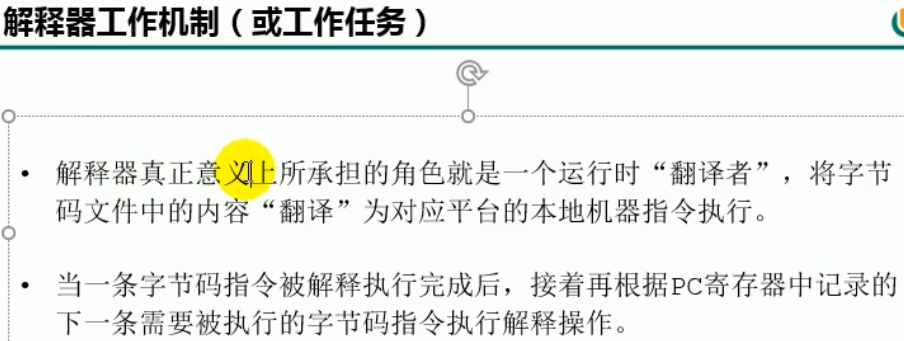 解释器工作机制（或工作任务）
• 解释器真正意义上所承担的角色就是一个运行时“翻译者”，将字节
码文件中的内容“翻译”为对应平台的本地机器指令执行。
• 当一条字节码指令被解释执行完成后，接着再根据PC寄存器中记录的
下一条需要被执行的字节码指令执行解释操作。